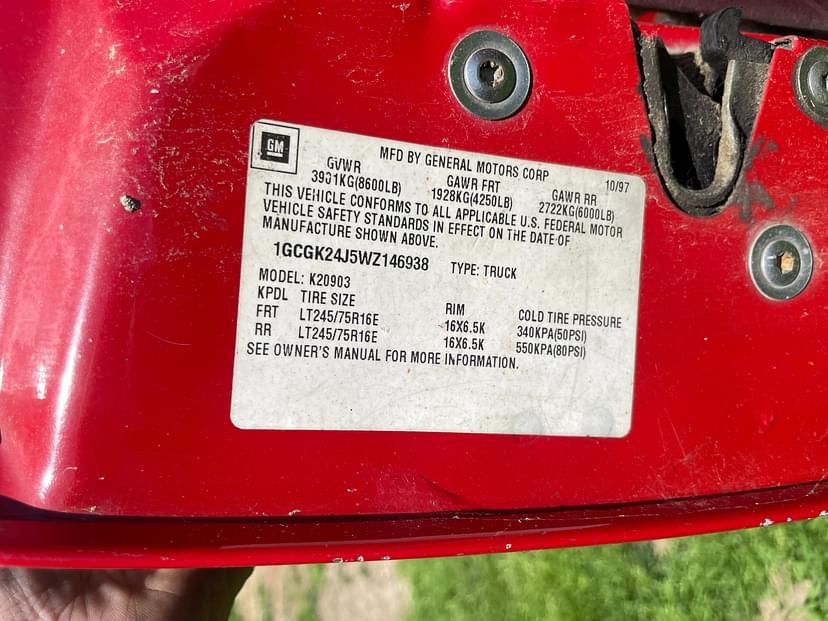 GM
MFD BY GENERAL MOTORS CORP 10/97
GVWR GAWR FRT GAWR RR
3901KG(8600LB) 1928KG(4250LB) 2722KG(6000LB)
THIS VEHICLE CONFORMS TO ALL APPLICABLE U.S. FEDERAL MOTOR
VEHICLE SAFETY STANDARDS IN EFFECT ON THE DATE OF
MANUFACTURE SHOWN ABOVE.
1GCGK24J5WZ146938 TYPE: TRUCK
MODEL: K20903
KPDL TIRE SIZE RIM COLD TIRE PRESSURE
FRT LT245/75R16E 16X6.5K 340KPA(50PSI)
RR LT245/75R16E 16X6.5K 550KPA(80PSI)
SEE OWNER'S MANUAL FOR MORE INFORMATION.